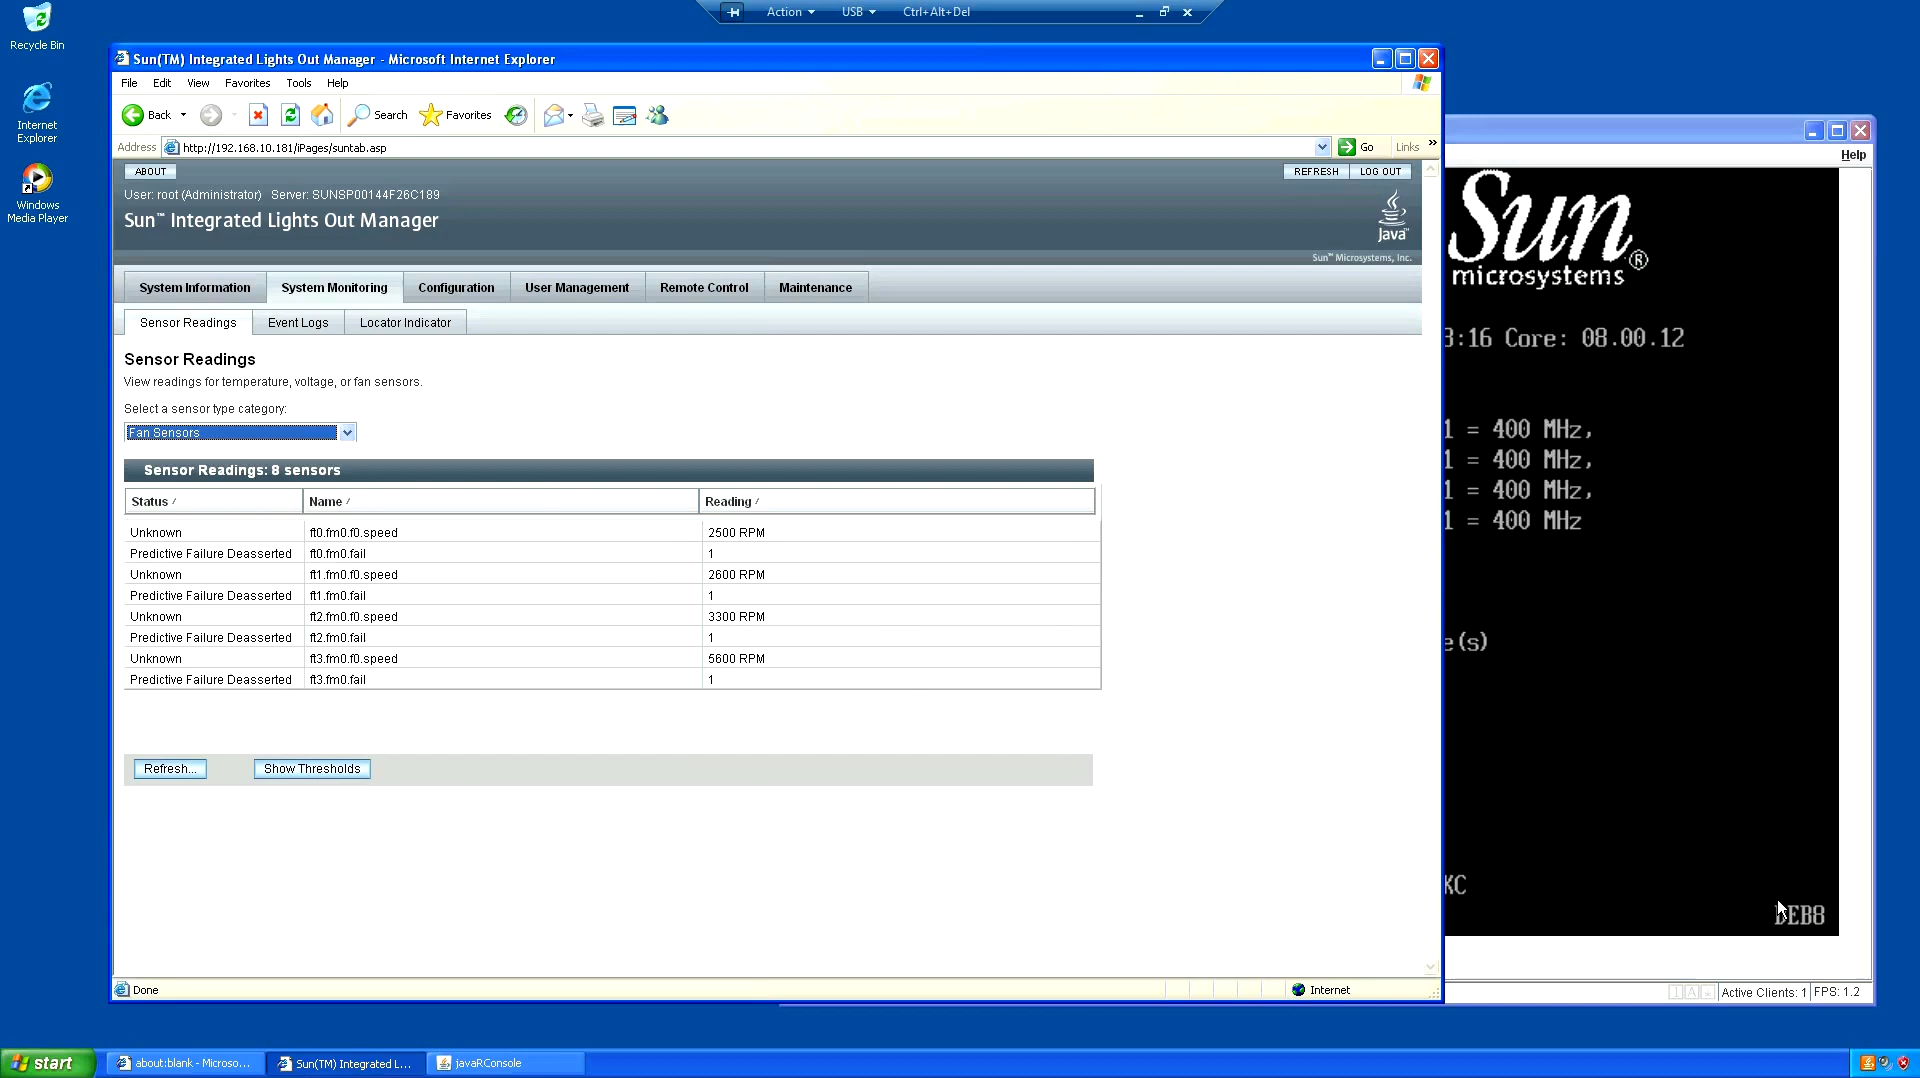 Action
USB
Ctrl+Alt+Del
Recycle Bin
Internet
Explorer
Windows
Media Player
Sun(TM) Integrated Lights Out Manager - Microsoft Internet Explorer
File Edit View Favorites Tools Help
Back Search Favorites
Address http://192.168.10.181/iPages/suntab.asp Go Links »
ABOUT
REFRESH LOG OUT
User: root (Administrator) Server: SUNSP00144F26C189
Sun™ Integrated Lights Out Manager
Java™
Sun™ Microsystems, Inc.
System Information System Monitoring Configuration User Management Remote Control Maintenance
Sensor Readings Event Logs Locator Indicator
Sensor Readings
View readings for temperature, voltage, or fan sensors.
Select a sensor type category:
Fan Sensors
Sensor Readings: 8 sensors
Status Name Reading
Unknown ft0.fm0.f0.speed 2500 RPM
Predictive Failure Deasserted ft0.fm0.fail 1
Unknown ft1.fm0.f0.speed 2600 RPM
Predictive Failure Deasserted ft1.fm0.fail 1
Unknown ft2.fm0.f0.speed 3300 RPM
Predictive Failure Deasserted ft2.fm0.fail 1
Unknown ft3.fm0.f0.speed 5600 RPM
Predictive Failure Deasserted ft3.fm0.fail 1
Refresh... Show Thresholds
Done Internet
Help
Sun®
microsystems
3:16 Core: 08.00.12
1 = 400 MHz,
1 = 400 MHz,
1 = 400 MHz,
1 = 400 MHz
e(s)
KC
DEB8
Active Clients: 1 FPS: 1.2
start about:blank - Microso... Sun(TM) Integrated L... javaRConsole